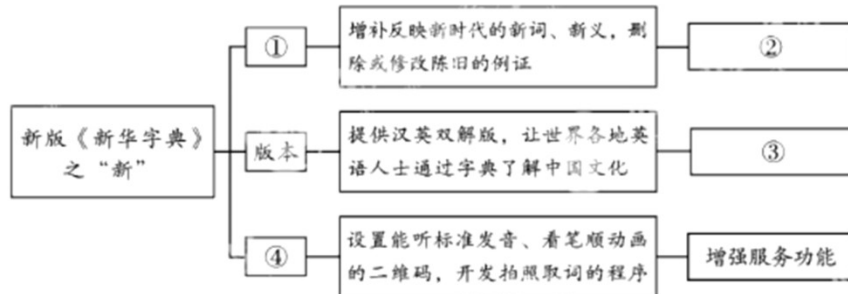 新版《新华字典》
之“新”
①
增补反映新时代的新词、新义，删
除或修改陈旧的例证
②
版本
提供汉英双解版，让世界各地英
语人士通过字典了解中国文化
③
④
设置能听标准发音、看笔顺动画
的二维码，开发拍照取词的程序
增强服务功能